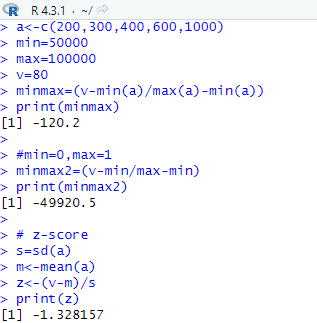 R R 4.3.1 · ~/
> a<-c(200,300,400,600,1000)
> min=50000
> max=100000
> v=80
> minmax=(v-min(a)/max(a)-min(a))
> print(minmax)
[1] -120.2
>
> #min=0,max=1
> minmax2=(v-min/max-min)
> print(minmax2)
[1] -49920.5
>
> # z-score
> s=sd(a)
> m<-mean(a)
> z<-(v-m)/s
> print(z)
[1] -1.328157